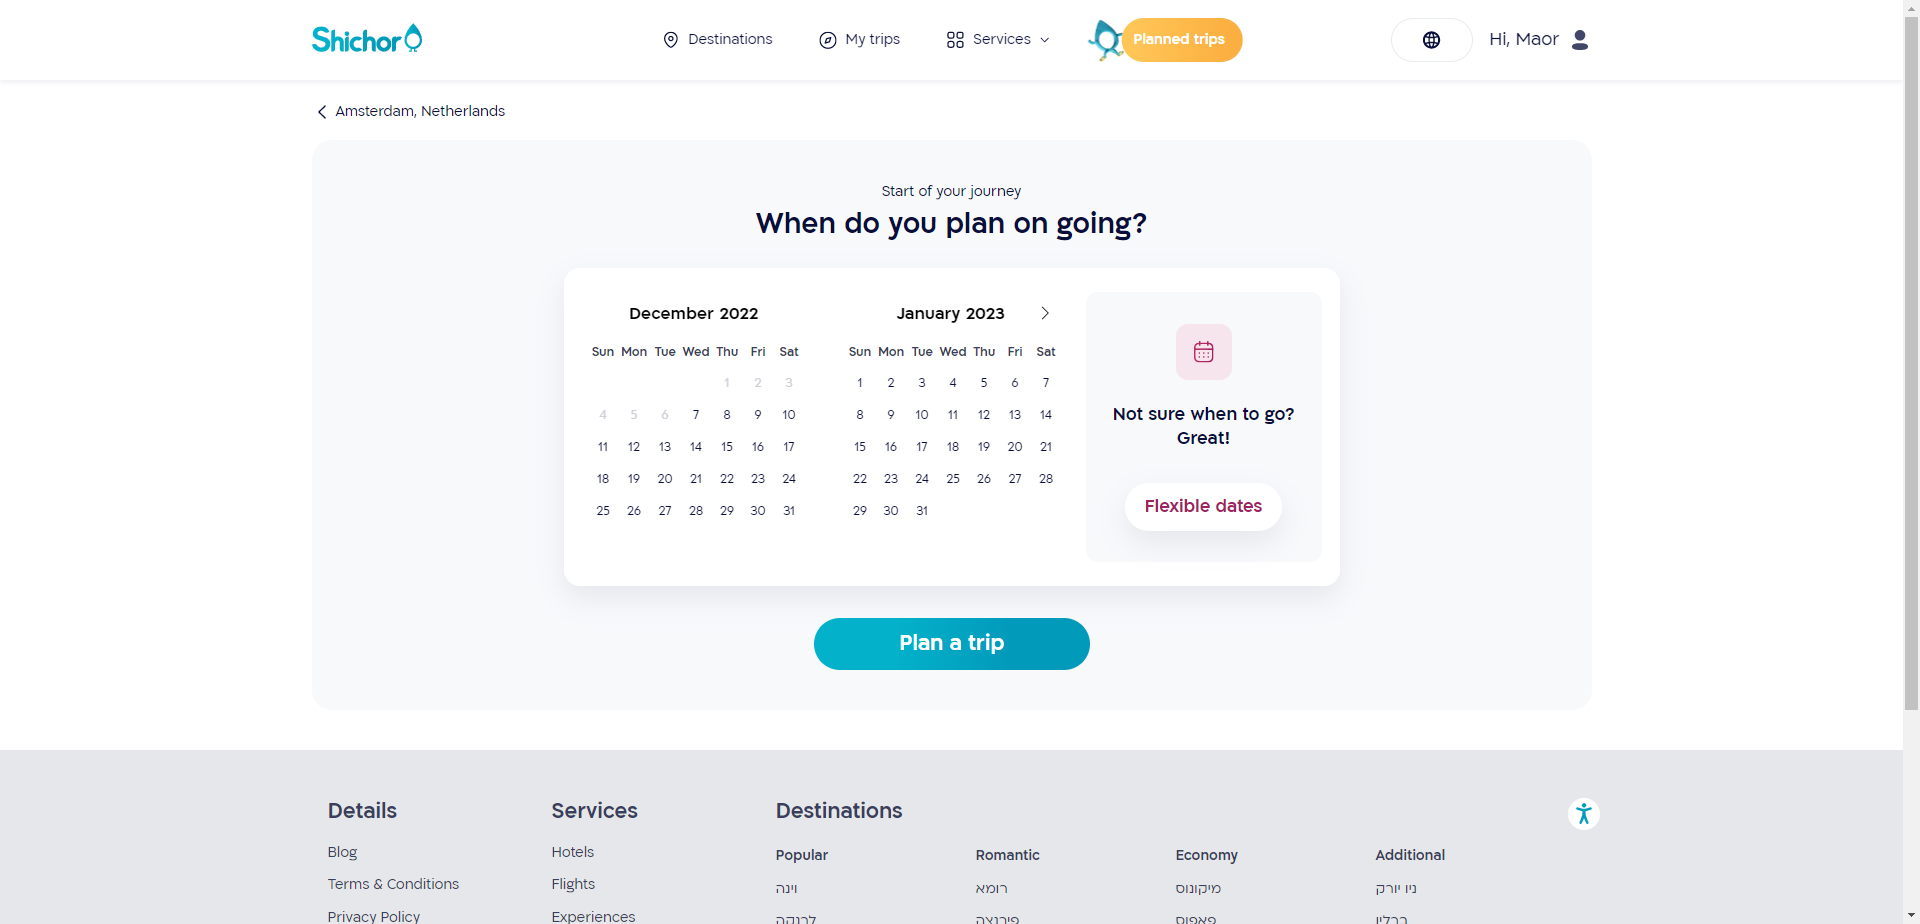 Shichor
Destinations
My trips
Services
Planned trips
Hi, Maor
Amsterdam, Netherlands
Start of your journey
When do you plan on going?
December 2022
Sun Mon Tue Wed Thu Fri Sat
1 2 3
4 5 6 7 8 9 10
11 12 13 14 15 16 17
18 19 20 21 22 23 24
25 26 27 28 29 30 31
January 2023
Sun Mon Tue Wed Thu Fri Sat
1 2 3 4 5 6 7
8 9 10 11 12 13 14
15 16 17 18 19 20 21
22 23 24 25 26 27 28
29 30 31
Not sure when to go?
Great!
Flexible dates
Plan a trip
Details
Blog
Terms & Conditions
Privacy Policy
Services
Hotels
Flights
Experiences
Destinations
Popular
וינה
לרנקה
Romantic
רומא
פירנצה
Economy
מיקונוס
פאפוס
Additional
ניו יורק
ברלין